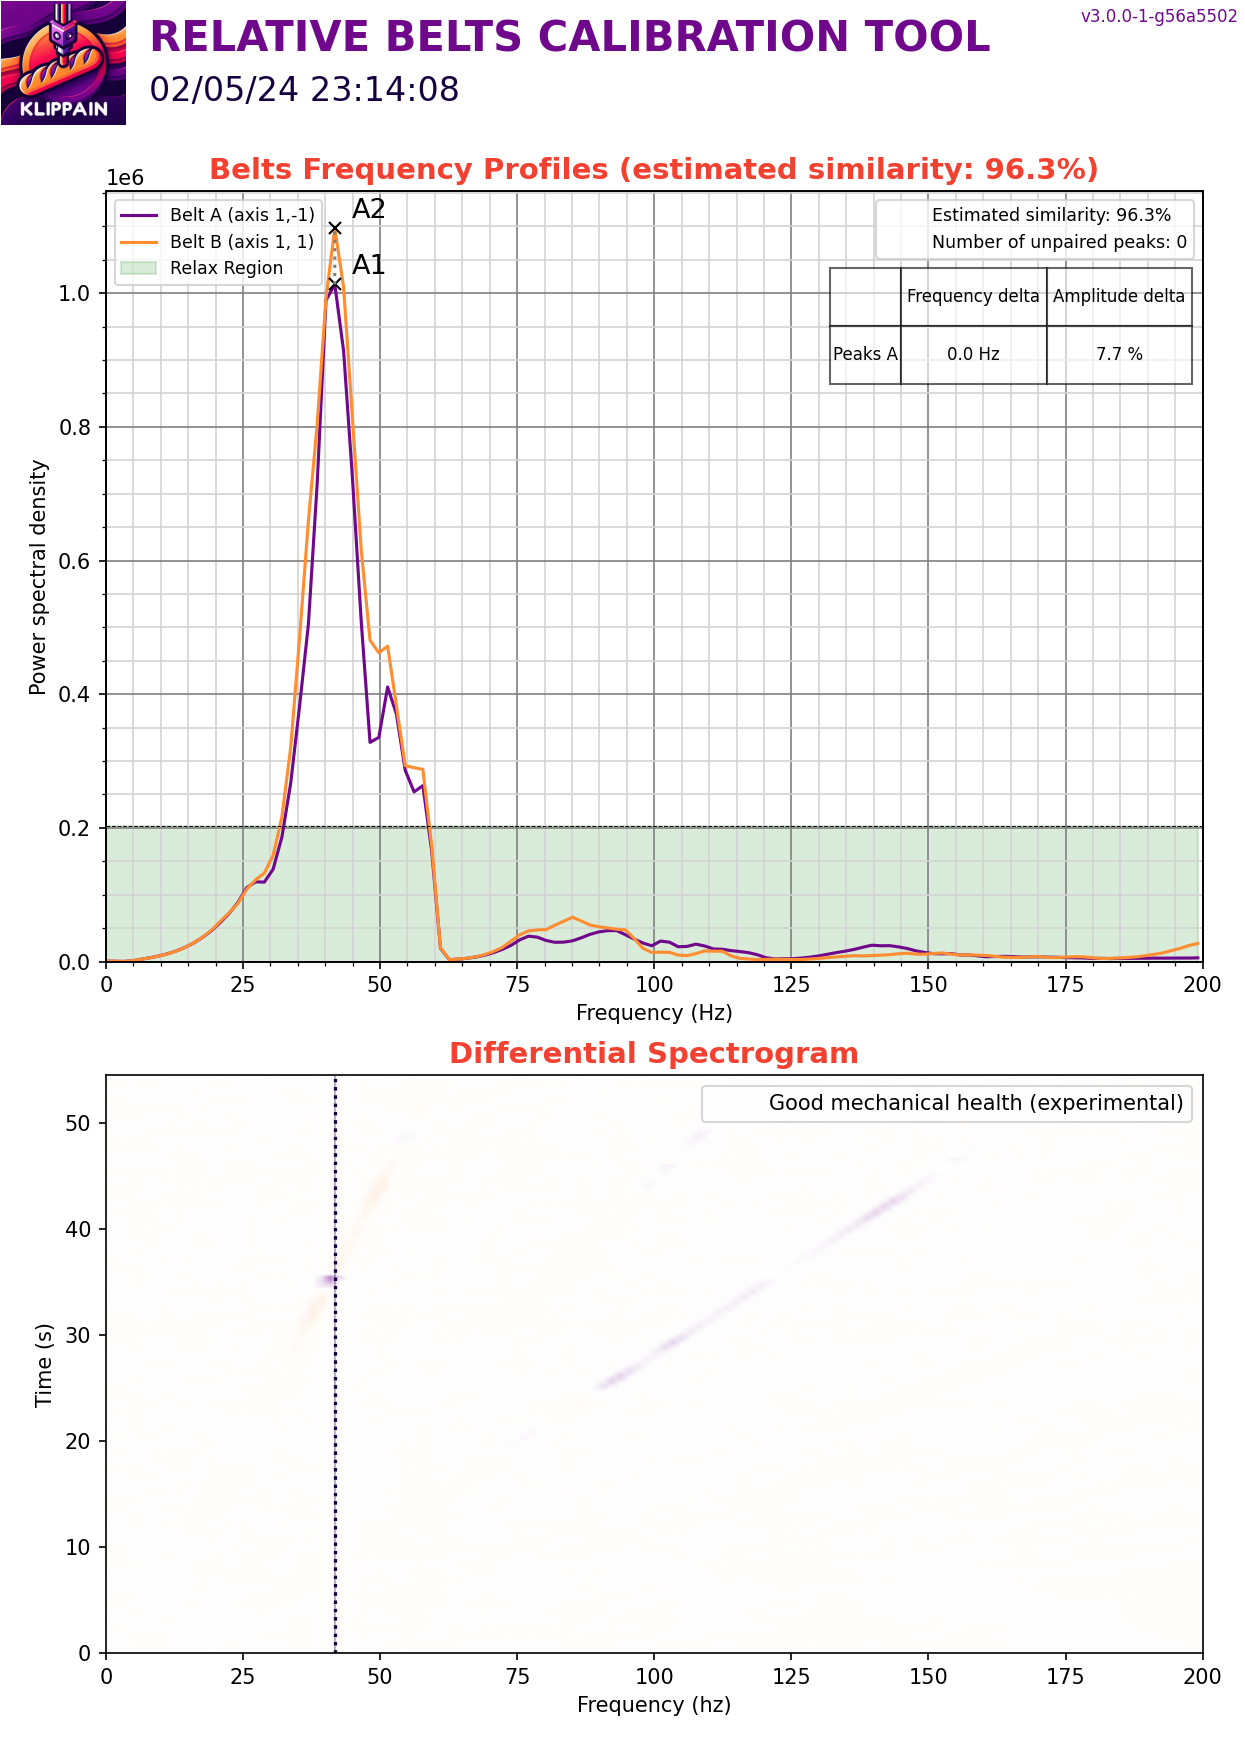 v3.0.0-1-g56a5502
RELATIVE BELTS CALIBRATION TOOL
02/05/24 23:14:08
KLIPPAIN
Belts Frequency Profiles (estimated similarity: 96.3%)
1e6
Belt A (axis 1,-1)
Belt B (axis 1, 1)
Relax Region
A2
A1
Estimated similarity: 96.3%
Number of unpaired peaks: 0
Frequency delta Amplitude delta
Peaks A 0.0 Hz 7.7 %
Power spectral density
1.0
0.8
0.6
0.4
0.2
0.0
0 25 50 75 100 125 150 175 200
Frequency (Hz)
Differential Spectrogram
Good mechanical health (experimental)
Time (s)
50
40
30
20
10
0
0 25 50 75 100 125 150 175 200
Frequency (hz)